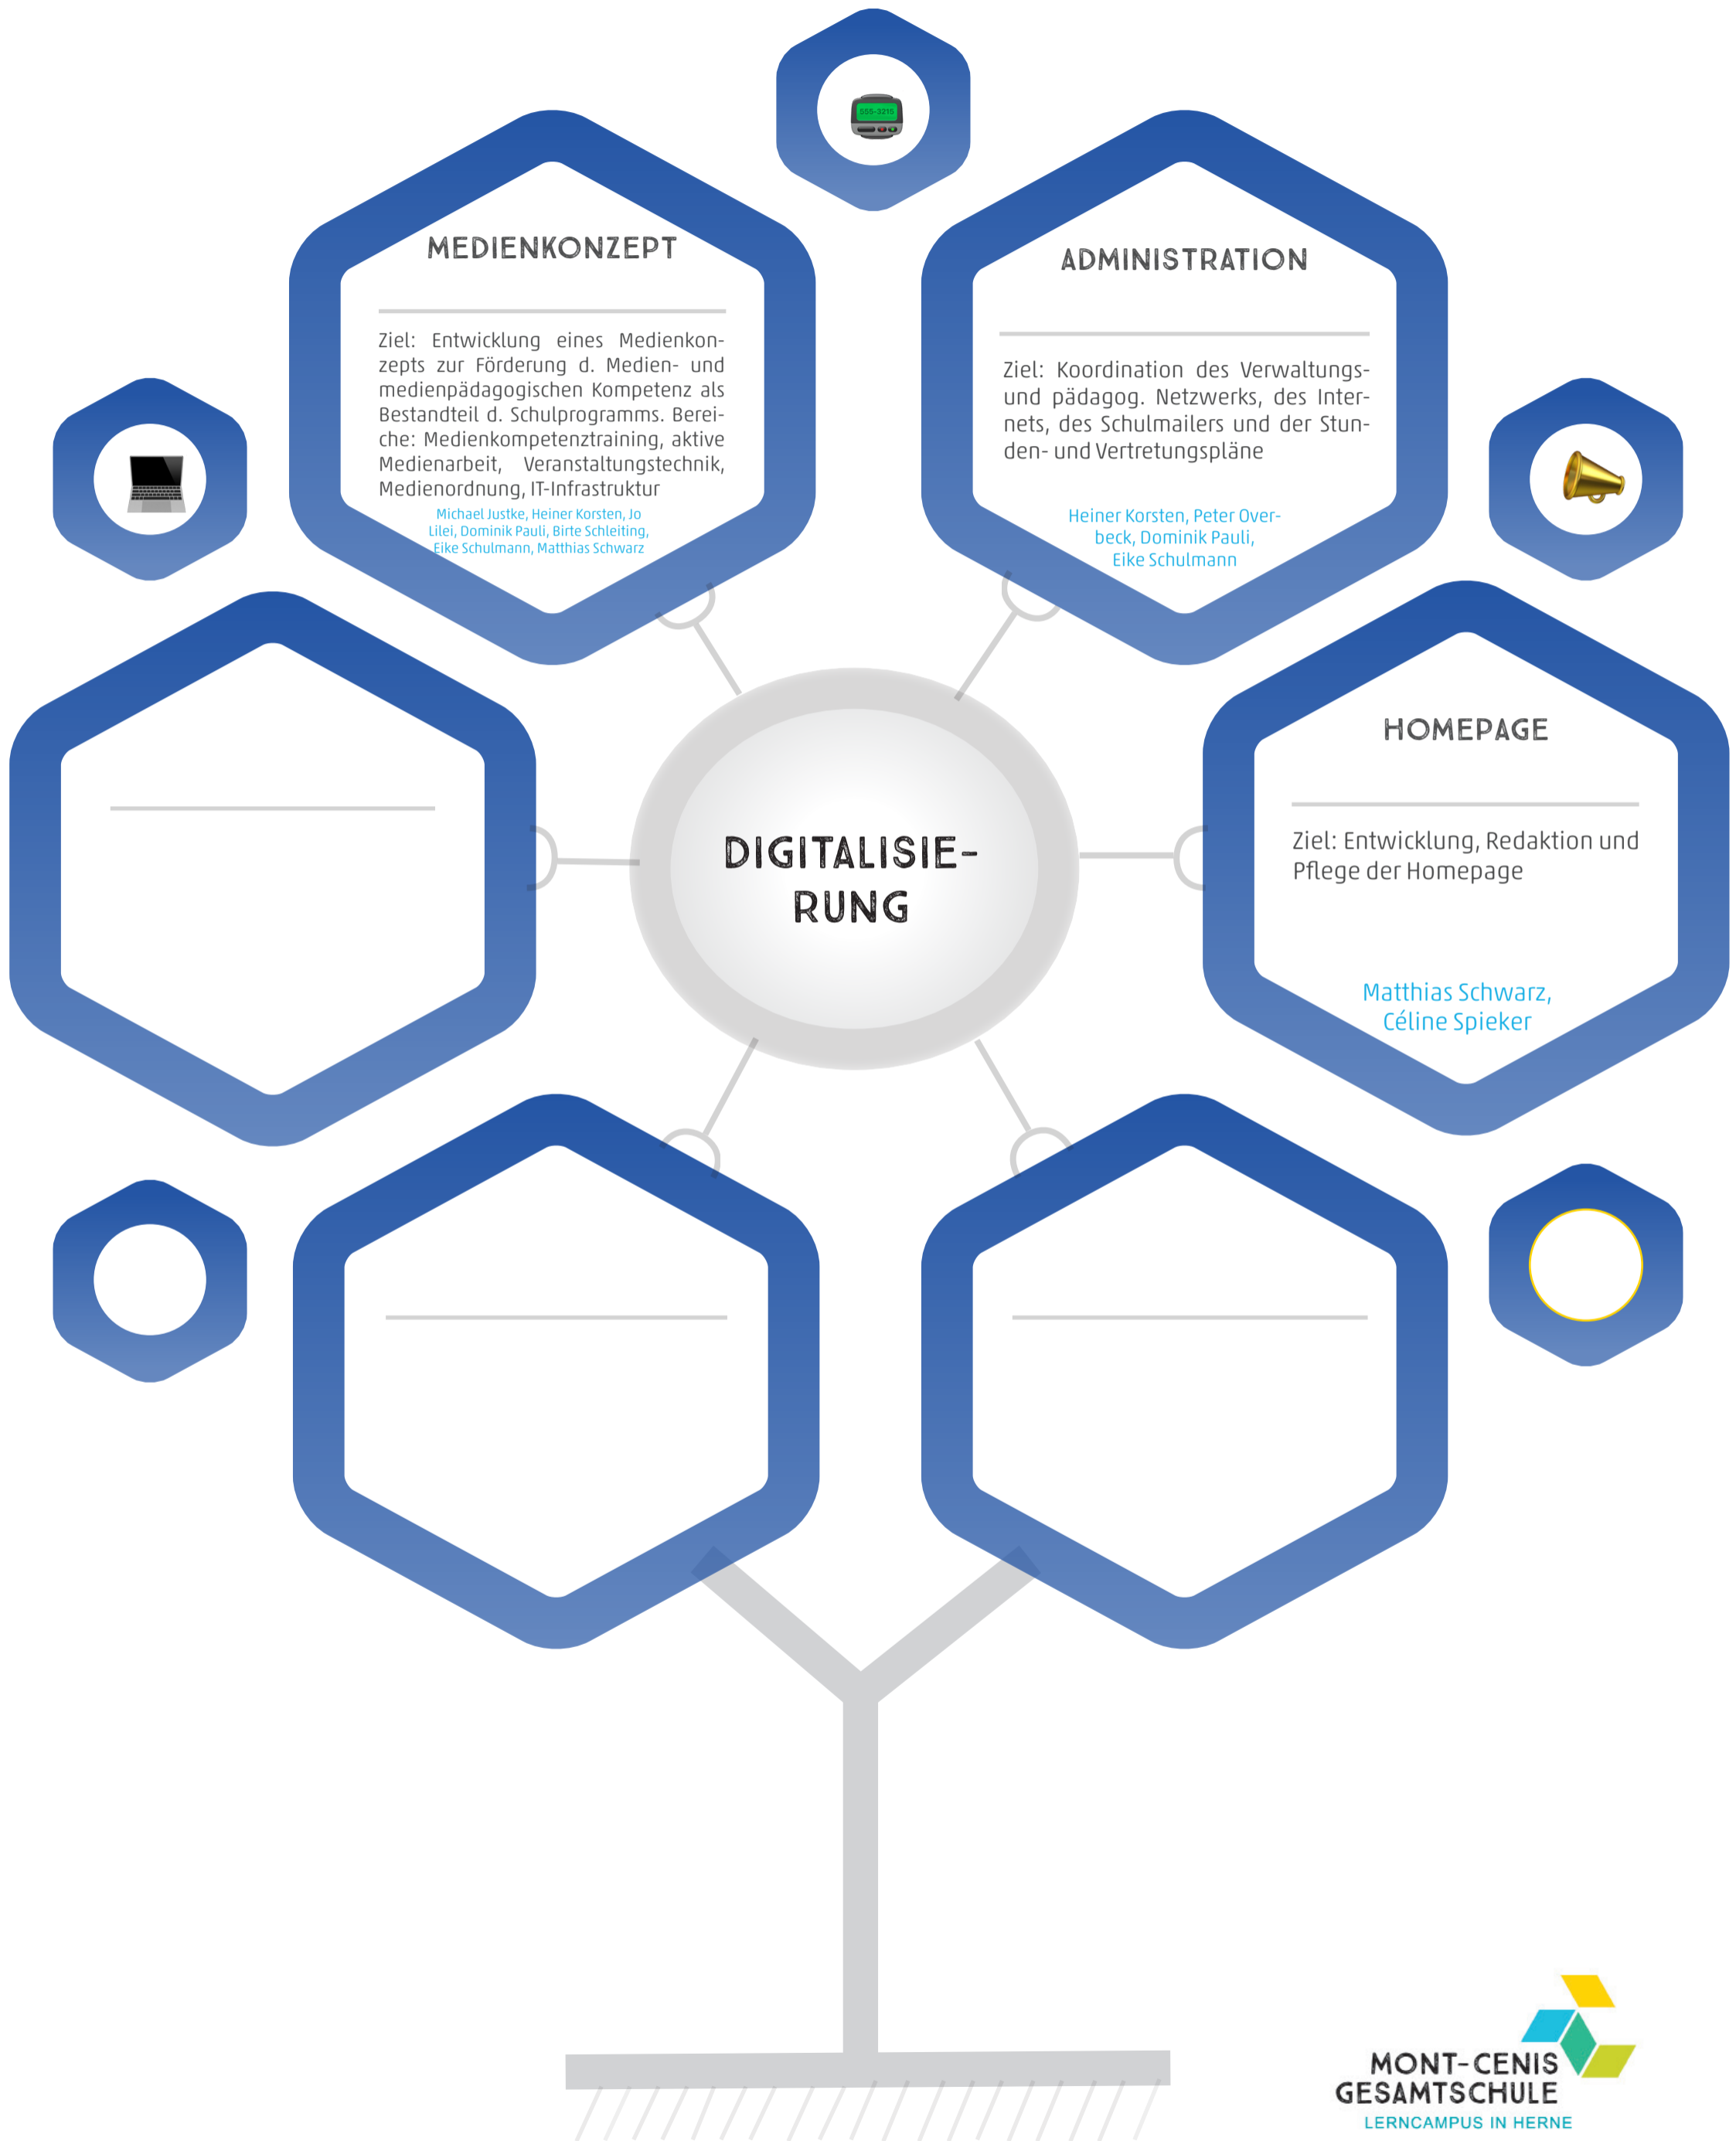 555-3215
MEDIENKONZEPT
Ziel: Entwicklung eines Medienkon-
zepts zur Förderung d. Medien- und
medienpädagogischen Kompetenz als
Bestandteil d. Schulprogramms. Berei-
che: Medienkompetenztraining, aktive
Medienarbeit, Veranstaltungstechnik,
Medienordnung, IT-Infrastruktur
Michael Justke, Heiner Korsten, Jo
Lilei, Dominik Pauli, Birte Schleiting,
Eike Schulmann, Matthias Schwarz
ADMINISTRATION
Ziel: Koordination des Verwaltungs-
und pädagog. Netzwerks, des Inter-
nets, des Schulmailers und der Stun-
den- und Vertretungspläne
Heiner Korsten, Peter Over-
beck, Dominik Pauli,
Eike Schulmann
HOMEPAGE
Ziel: Entwicklung, Redaktion und
Pflege der Homepage
Matthias Schwarz,
Céline Spieker
DIGITALISIE-
RUNG
MONT-CENIS
GESAMTSCHULE
LERNCAMPUS IN HERNE